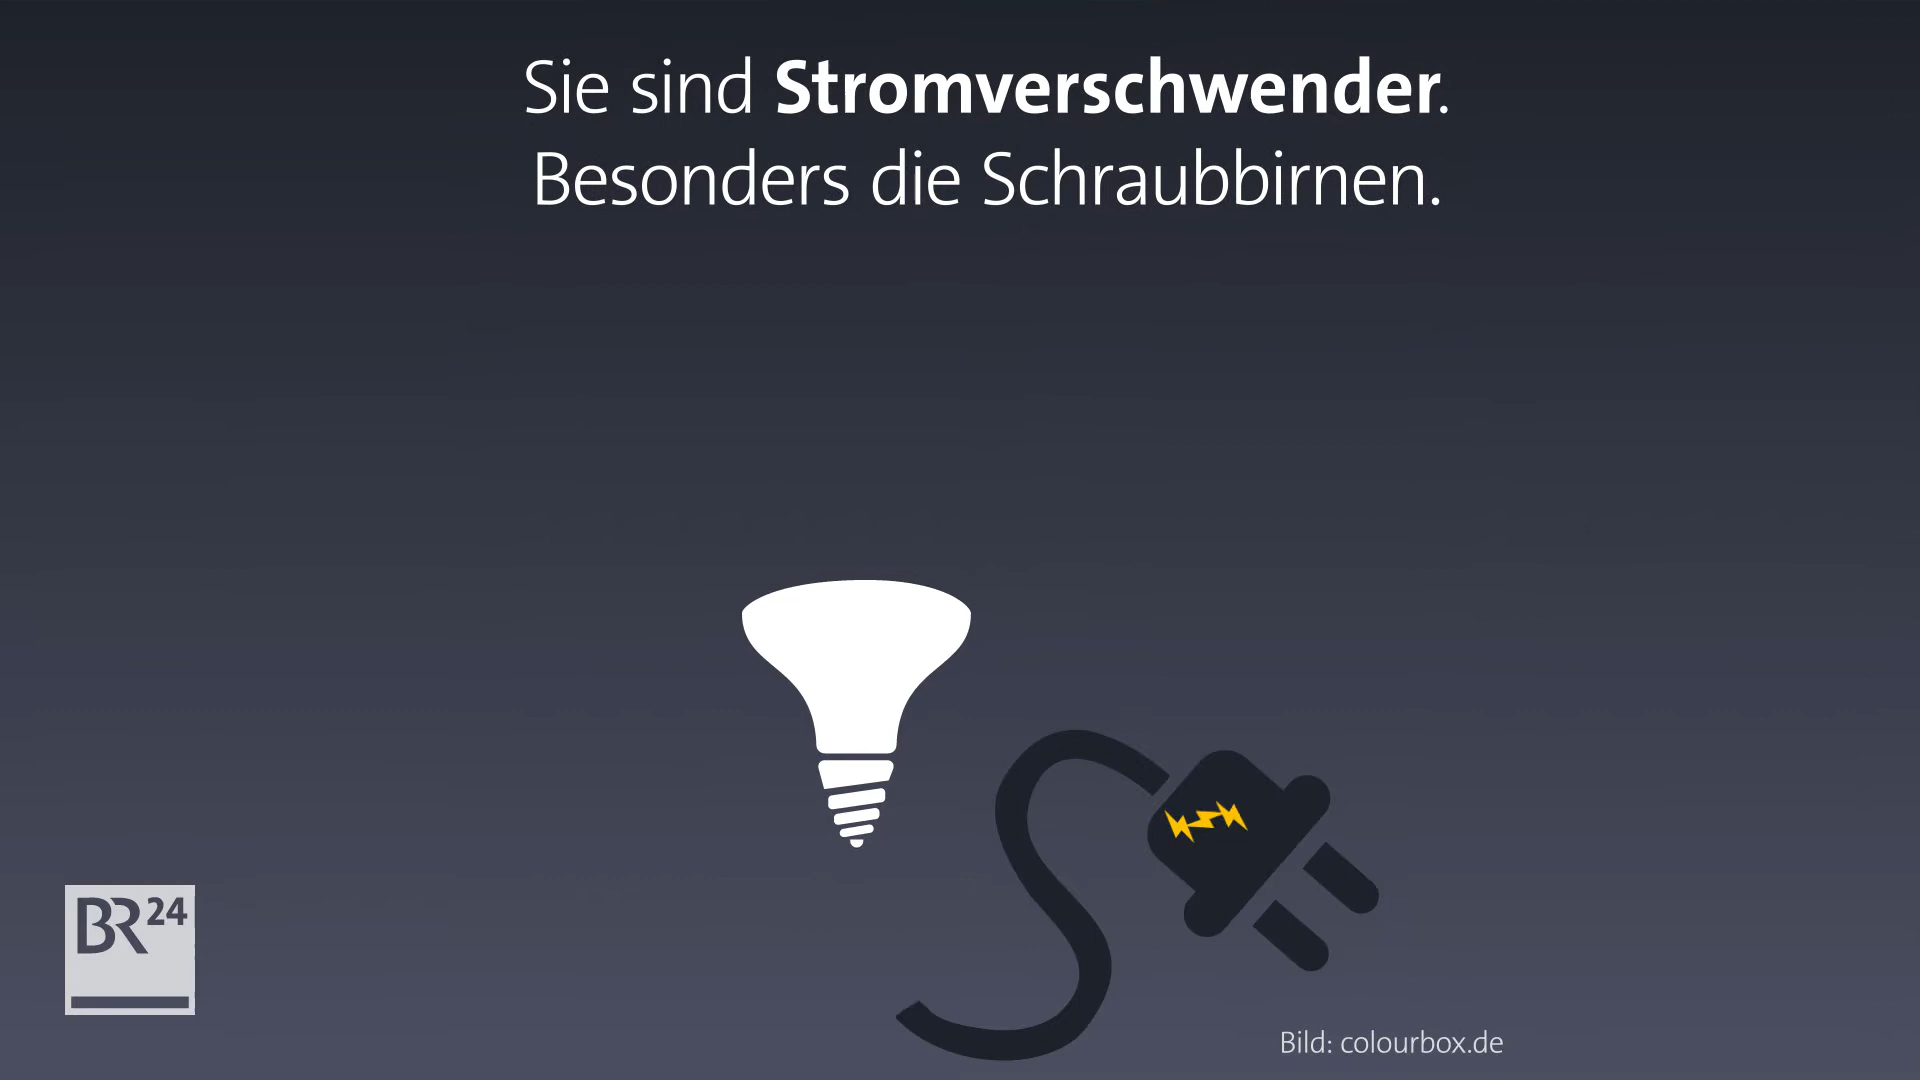 Sie sind Stromverschwender.
Besonders die Schraubbirnen.
BR24
Bild: colourbox.de